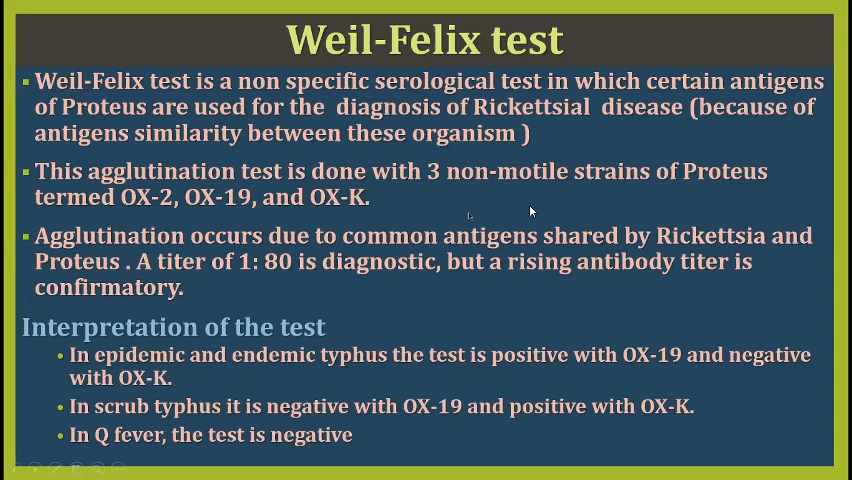 Weil-Felix test
Weil-Felix test is a non specific serological test in which certain antigens
of Proteus are used for the diagnosis of Rickettsial disease (because of
antigens similarity between these organism )
This agglutination test is done with 3 non-motile strains of Proteus
termed OX-2, OX-19, and OX-K.
Agglutination occurs due to common antigens shared by Rickettsia and
Proteus . A titer of 1: 80 is diagnostic, but a rising antibody titer is
confirmatory.
Interpretation of the test
In epidemic and endemic typhus the test is positive with OX-19 and negative
with OX-K.
In scrub typhus it is negative with OX-19 and positive with OX-K.
In Q fever, the test is negative